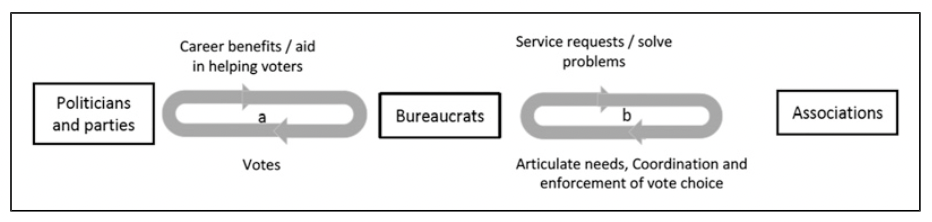 Career benefits / aid
in helping voters
Service requests / solve
problems
Politicians
and parties
a
Bureaucrats
b
Associations
Votes
Articulate needs, Coordination and
enforcement of vote choice